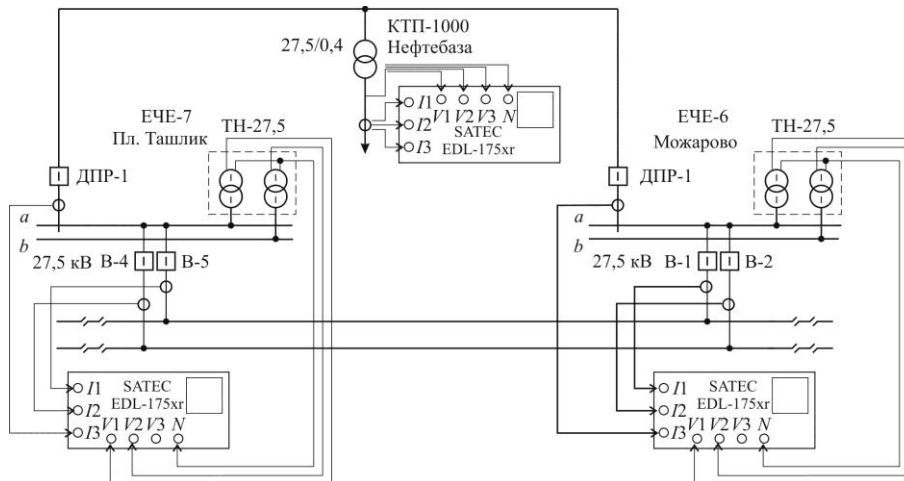 КТП-1000
Нефтебаза
27,5/0,4
I1
I2
I3
V1 V2 V3 N
SATEC
EDL-175xr
ЕЧЕ-7
Пл. Ташлик
ТН-27,5
ДПР-1
a
b
27,5 кВ
В-4
В-5
ЕЧЕ-6
Можарово
ТН-27,5
ДПР-1
a
b
27,5 кВ
В-1
В-2
I1
I2
I3
SATEC
EDL-175xr
V1 V2 V3 N
I1
I2
I3
SATEC
EDL-175xr
V1 V2 V3 N